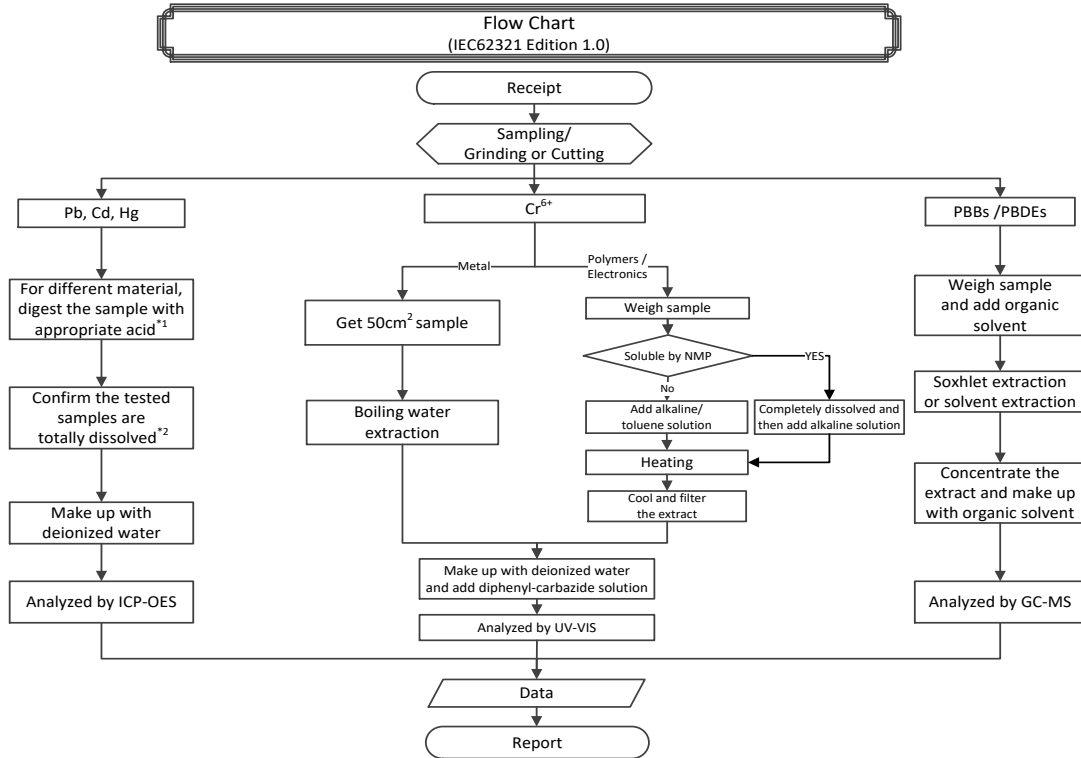 Flow Chart
(IEC62321 Edition 1.0)
Receipt
Sampling/
Grinding or Cutting
Pb, Cd, Hg
For different material,
digest the sample with
appropriate acid*1
Confirm the tested
samples are
totally dissolved*2
Make up with
deionized water
Analyzed by ICP-OES
Cr6+
Metal
Get 50cm2 sample
Boiling water
extraction
Polymers /
Electronics
Weigh sample
Soluble by NMP
YES
No
Add alkaline/
toluene solution
Completely dissolved and
then add alkaline solution
Heating
Cool and filter
the extract
Make up with deionized water
and add diphenyl-carbazide solution
Analyzed by UV-VIS
PBBs /PBDEs
Weigh sample
and add organic
solvent
Soxhlet extraction
or solvent extraction
Concentrate the
extract and make up
with organic solvent
Analyzed by GC-MS
Data
Report